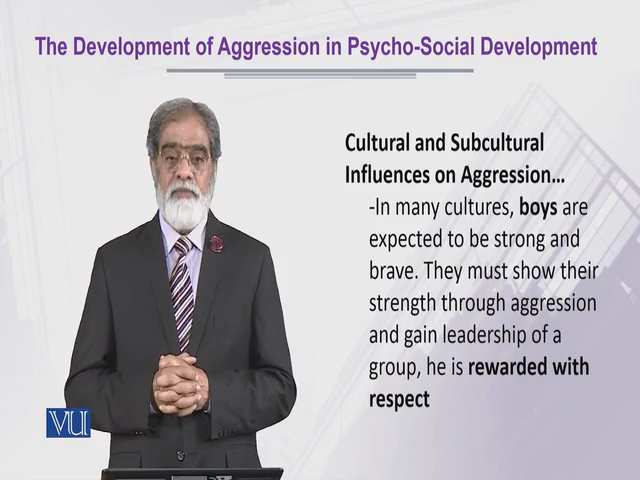 The Development of Aggression in Psycho-Social Development
Cultural and Subcultural
Influences on Aggression...
-In many cultures, boys are
expected to be strong and
brave. They must show their
strength through aggression
and gain leadership of a
group, he is rewarded with
respect
VU